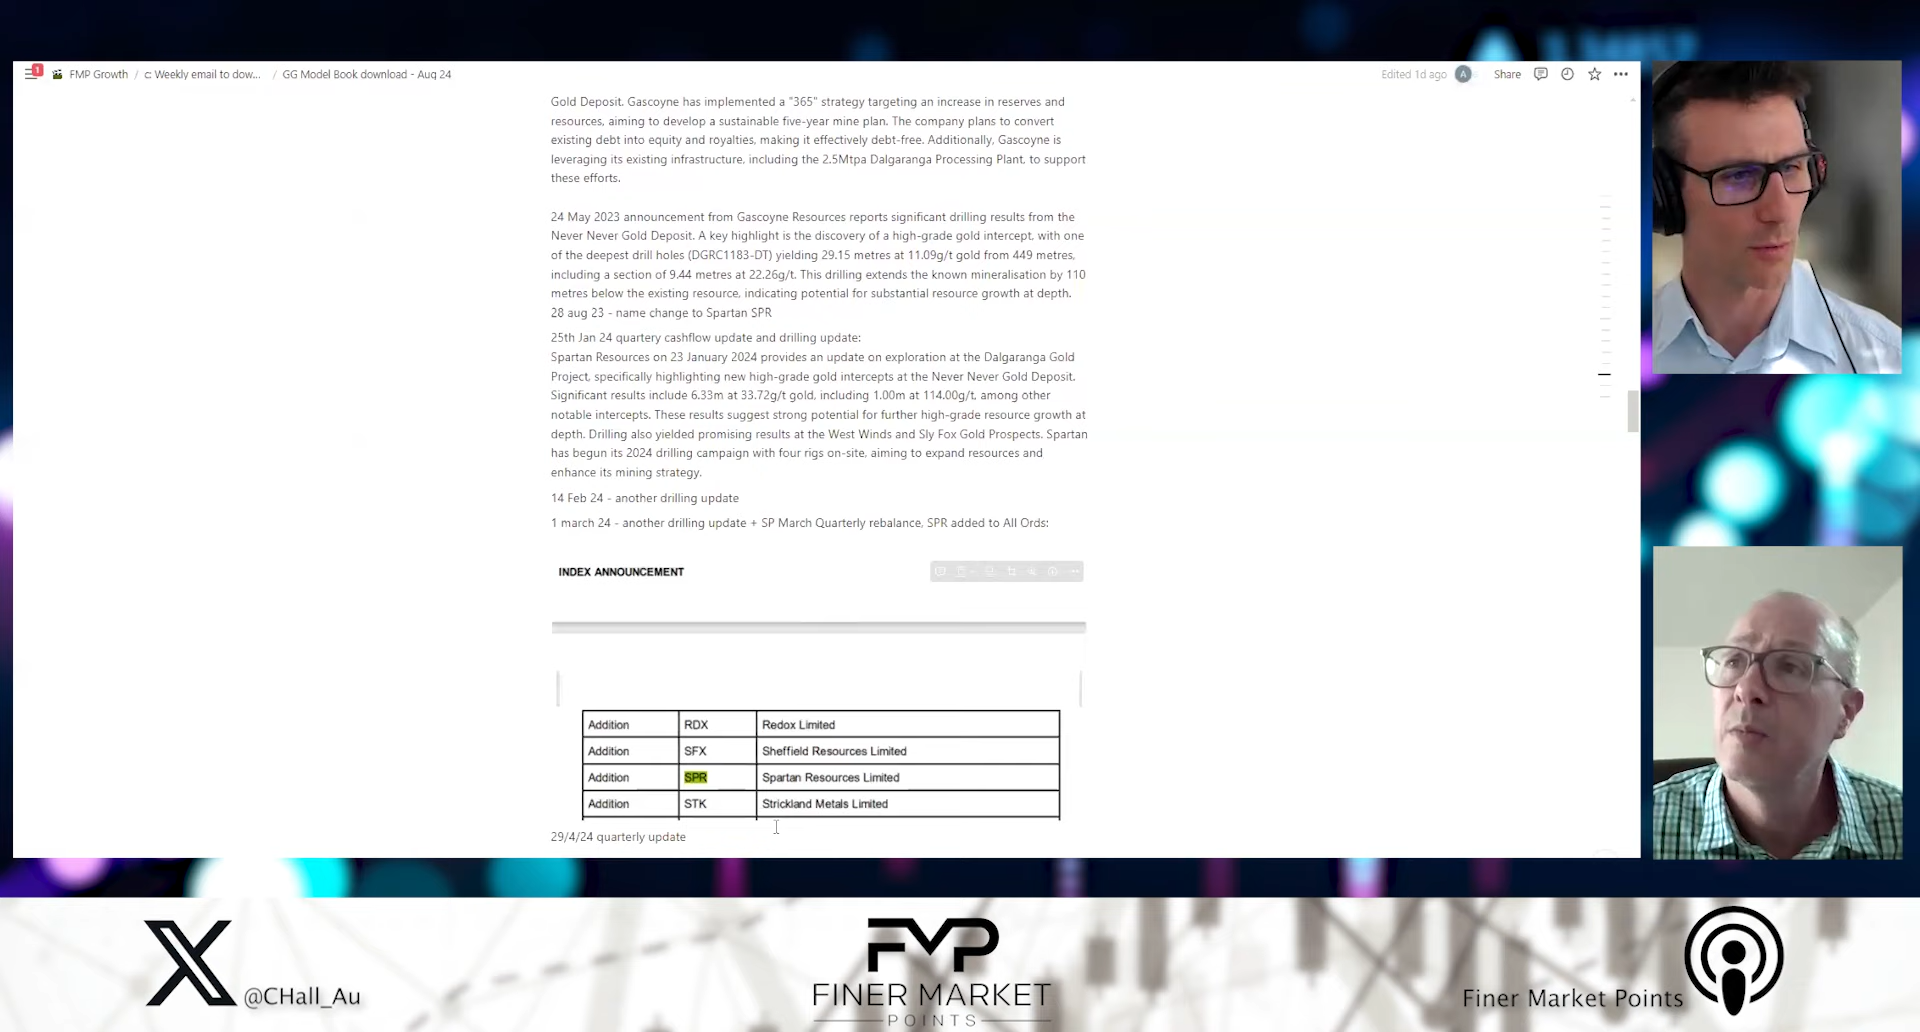 1
FMP Growth / c: Weekly email to dow... / GG Model Book download - Aug 24
Edited 1d ago A Share
Gold Deposit. Gascoyne has implemented a "365" strategy targeting an increase in reserves and
resources, aiming to develop a sustainable five-year mine plan. The company plans to convert
existing debt into equity and royalties, making it effectively debt-free. Additionally, Gascoyne is
leveraging its existing infrastructure, including the 2.5Mtpa Dalgaranga Processing Plant, to support
these efforts.
24 May 2023 announcement from Gascoyne Resources reports significant drilling results from the
Never Never Gold Deposit. A key highlight is the discovery of a high-grade gold intercept, with one
of the deepest drill holes (DGRC1183-DT) yielding 29.15 metres at 11.09g/t gold from 449 metres,
including a section of 9.44 metres at 22.26g/t. This drilling extends the known mineralisation by 110
metres below the existing resource, indicating potential for substantial resource growth at depth.
28 aug 23 - name change to Spartan SPR
25th Jan 24 quartery cashflow update and drilling update:
Spartan Resources on 23 January 2024 provides an update on exploration at the Dalgaranga Gold
Project, specifically highlighting new high-grade gold intercepts at the Never Never Gold Deposit.
Significant results include 6.33m at 33.72g/t gold, including 1.00m at 114.00g/t, among other
notable intercepts. These results suggest strong potential for further high-grade resource growth at
depth. Drilling also yielded promising results at the West Winds and Sly Fox Gold Prospects. Spartan
has begun its 2024 drilling campaign with four rigs on-site, aiming to expand resources and
enhance its mining strategy.
14 Feb 24 - another drilling update
1 march 24 - another drilling update + SP March Quarterly rebalance, SPR added to All Ords:
INDEX ANNOUNCEMENT
Addition RDX Redox Limited
Addition SFX Sheffield Resources Limited
Addition SPR Spartan Resources Limited
Addition STK Strickland Metals Limited
29/4/24 quarterly update
@CHall_Au
FMP
FINER MARKET
POINTS
Finer Market Points